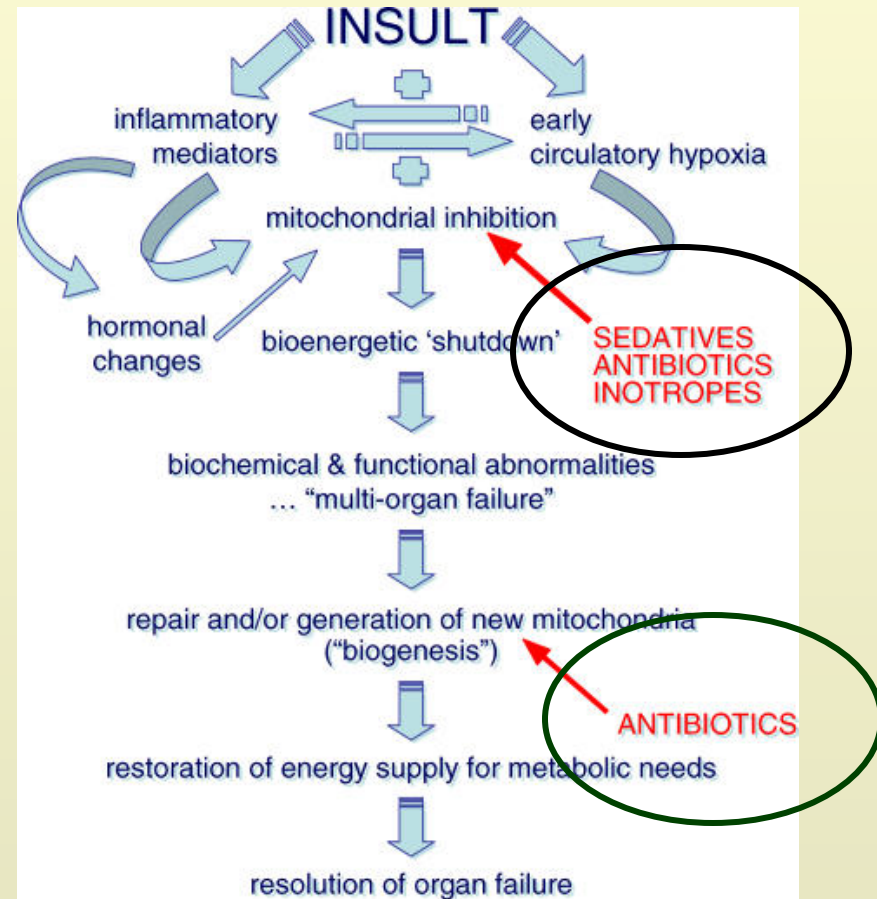 INSULT
inflammatory
mediators
early
circulatory hypoxia
mitochondrial inhibition
hormonal
changes
bioenergetic ‘shutdown’
SEDATIVES
ANTIBIOTICS
INOTROPES
biochemical & functional abnormalities
… “multi-organ failure”
repair and/or generation of new mitochondria
(“biogenesis”)
ANTIBIOTICS
restoration of energy supply for metabolic needs
resolution of organ failure